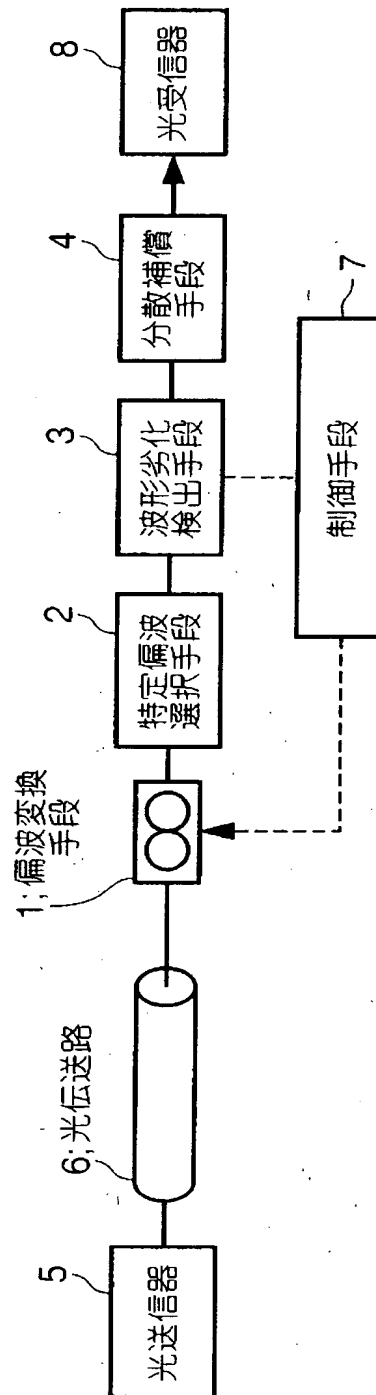 5
光送信器
6;光伝送路
1;偏波変換
手段
2
特定偏波
選択手段
3
波形劣化
検出手段
4
分散補償
手段
8
光受信器
7
制御手段